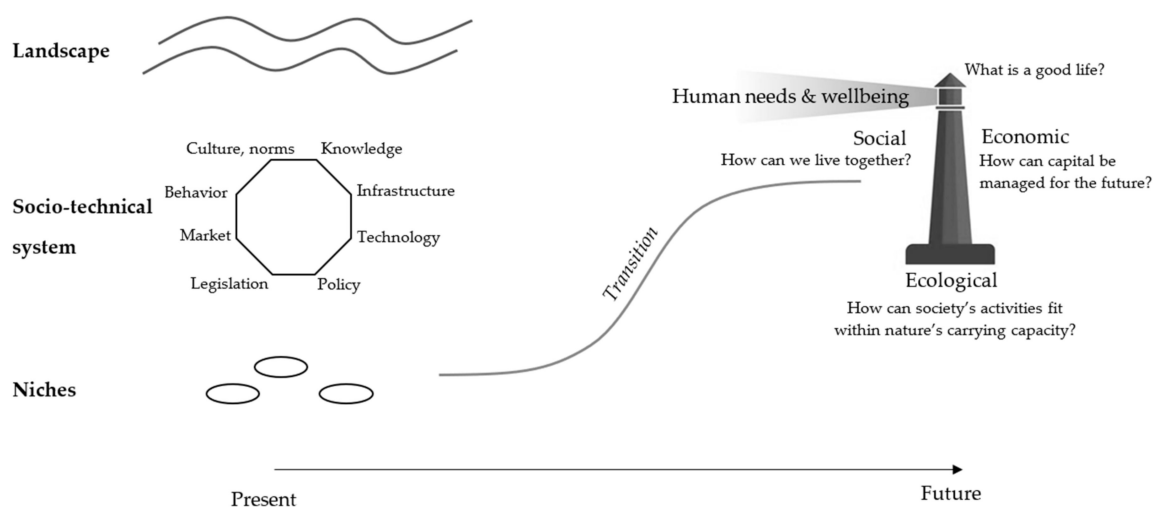 Landscape
What is a good life?
Human needs & wellbeing
Culture, norms
Knowledge
Social
Economic
How can we live together?
How can capital be
managed for the future?
Behavior
Infrastructure
Socio-technical
system
Market
Technology
Legislation
Policy
Transition
Ecological
How can society’s activities fit
within nature’s carrying capacity?
Niches
Present
Future